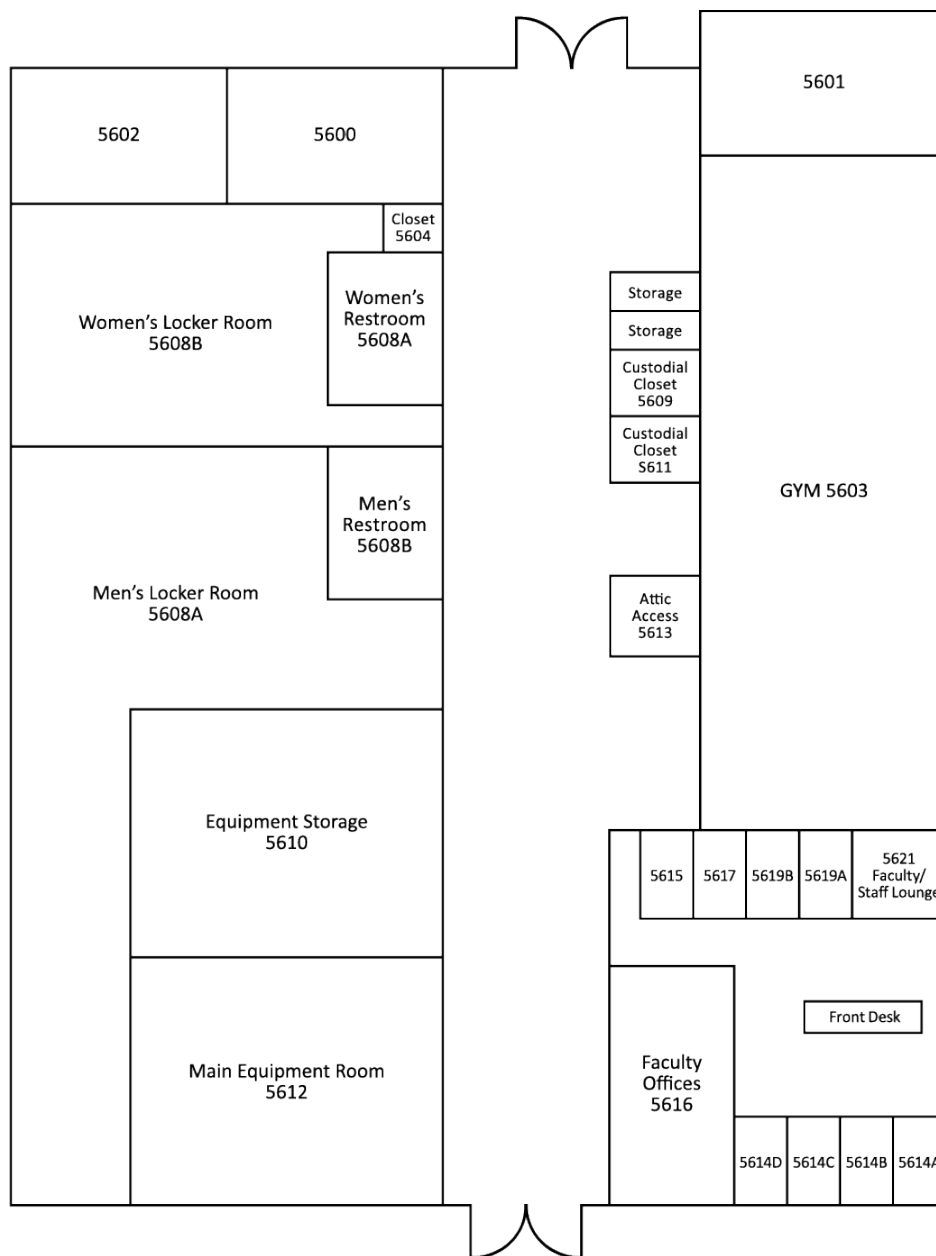 5601
5602
5600
Closet
5604
Women's
Restroom
5608A
Women's Locker Room
5608B
Storage
Storage
Custodial
Closet
5609
Custodial
Closet
S611
GYM 5603
Men's
Restroom
5608B
Men's Locker Room
5608A
Attic
Access
5613
Equipment Storage
5610
5615
5617
5619B
5619A
5621
Faculty/
Staff Lounge
Front Desk
Main Equipment Room
5612
Faculty
Offices
5616
5614D
5614C
5614B
5614A